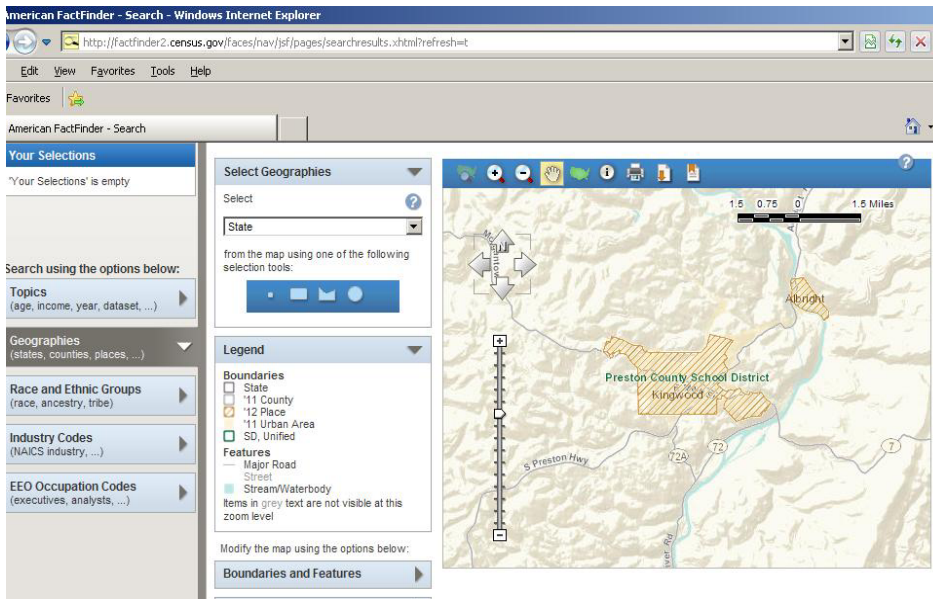 American FactFinder - Search - Windows Internet Explorer
http://factfinder2.census.gov/faces/nav/jsf/pages/searchresults.xhtml?refresh=t
Edit View Favorites Tools Help
Favorites
American FactFinder - Search
Your Selections
'Your Selections' is empty
Search using the options below:
Topics
(age, income, year, dataset, ...)
Geographies
(states, counties, places, ...)
Race and Ethnic Groups
(race, ancestry, tribe)
Industry Codes
(NAICS industry, ...)
EEO Occupation Codes
(executives, analysts, ...)
Select Geographies
Select
State
from the map using one of the following
selection tools:
Legend
Boundaries
State
'11 County
'12 Place
'11 Urban Area
SD, Unified
Features
Major Road
Street
Stream/Waterbody
Items in grey text are not visible at this
zoom level
Modify the map using the options below:
Boundaries and Features
1.5 0.75 0 1.5 Miles
Albright
Preston County School District
Kingwood
S Preston Hwy
72A
72
7